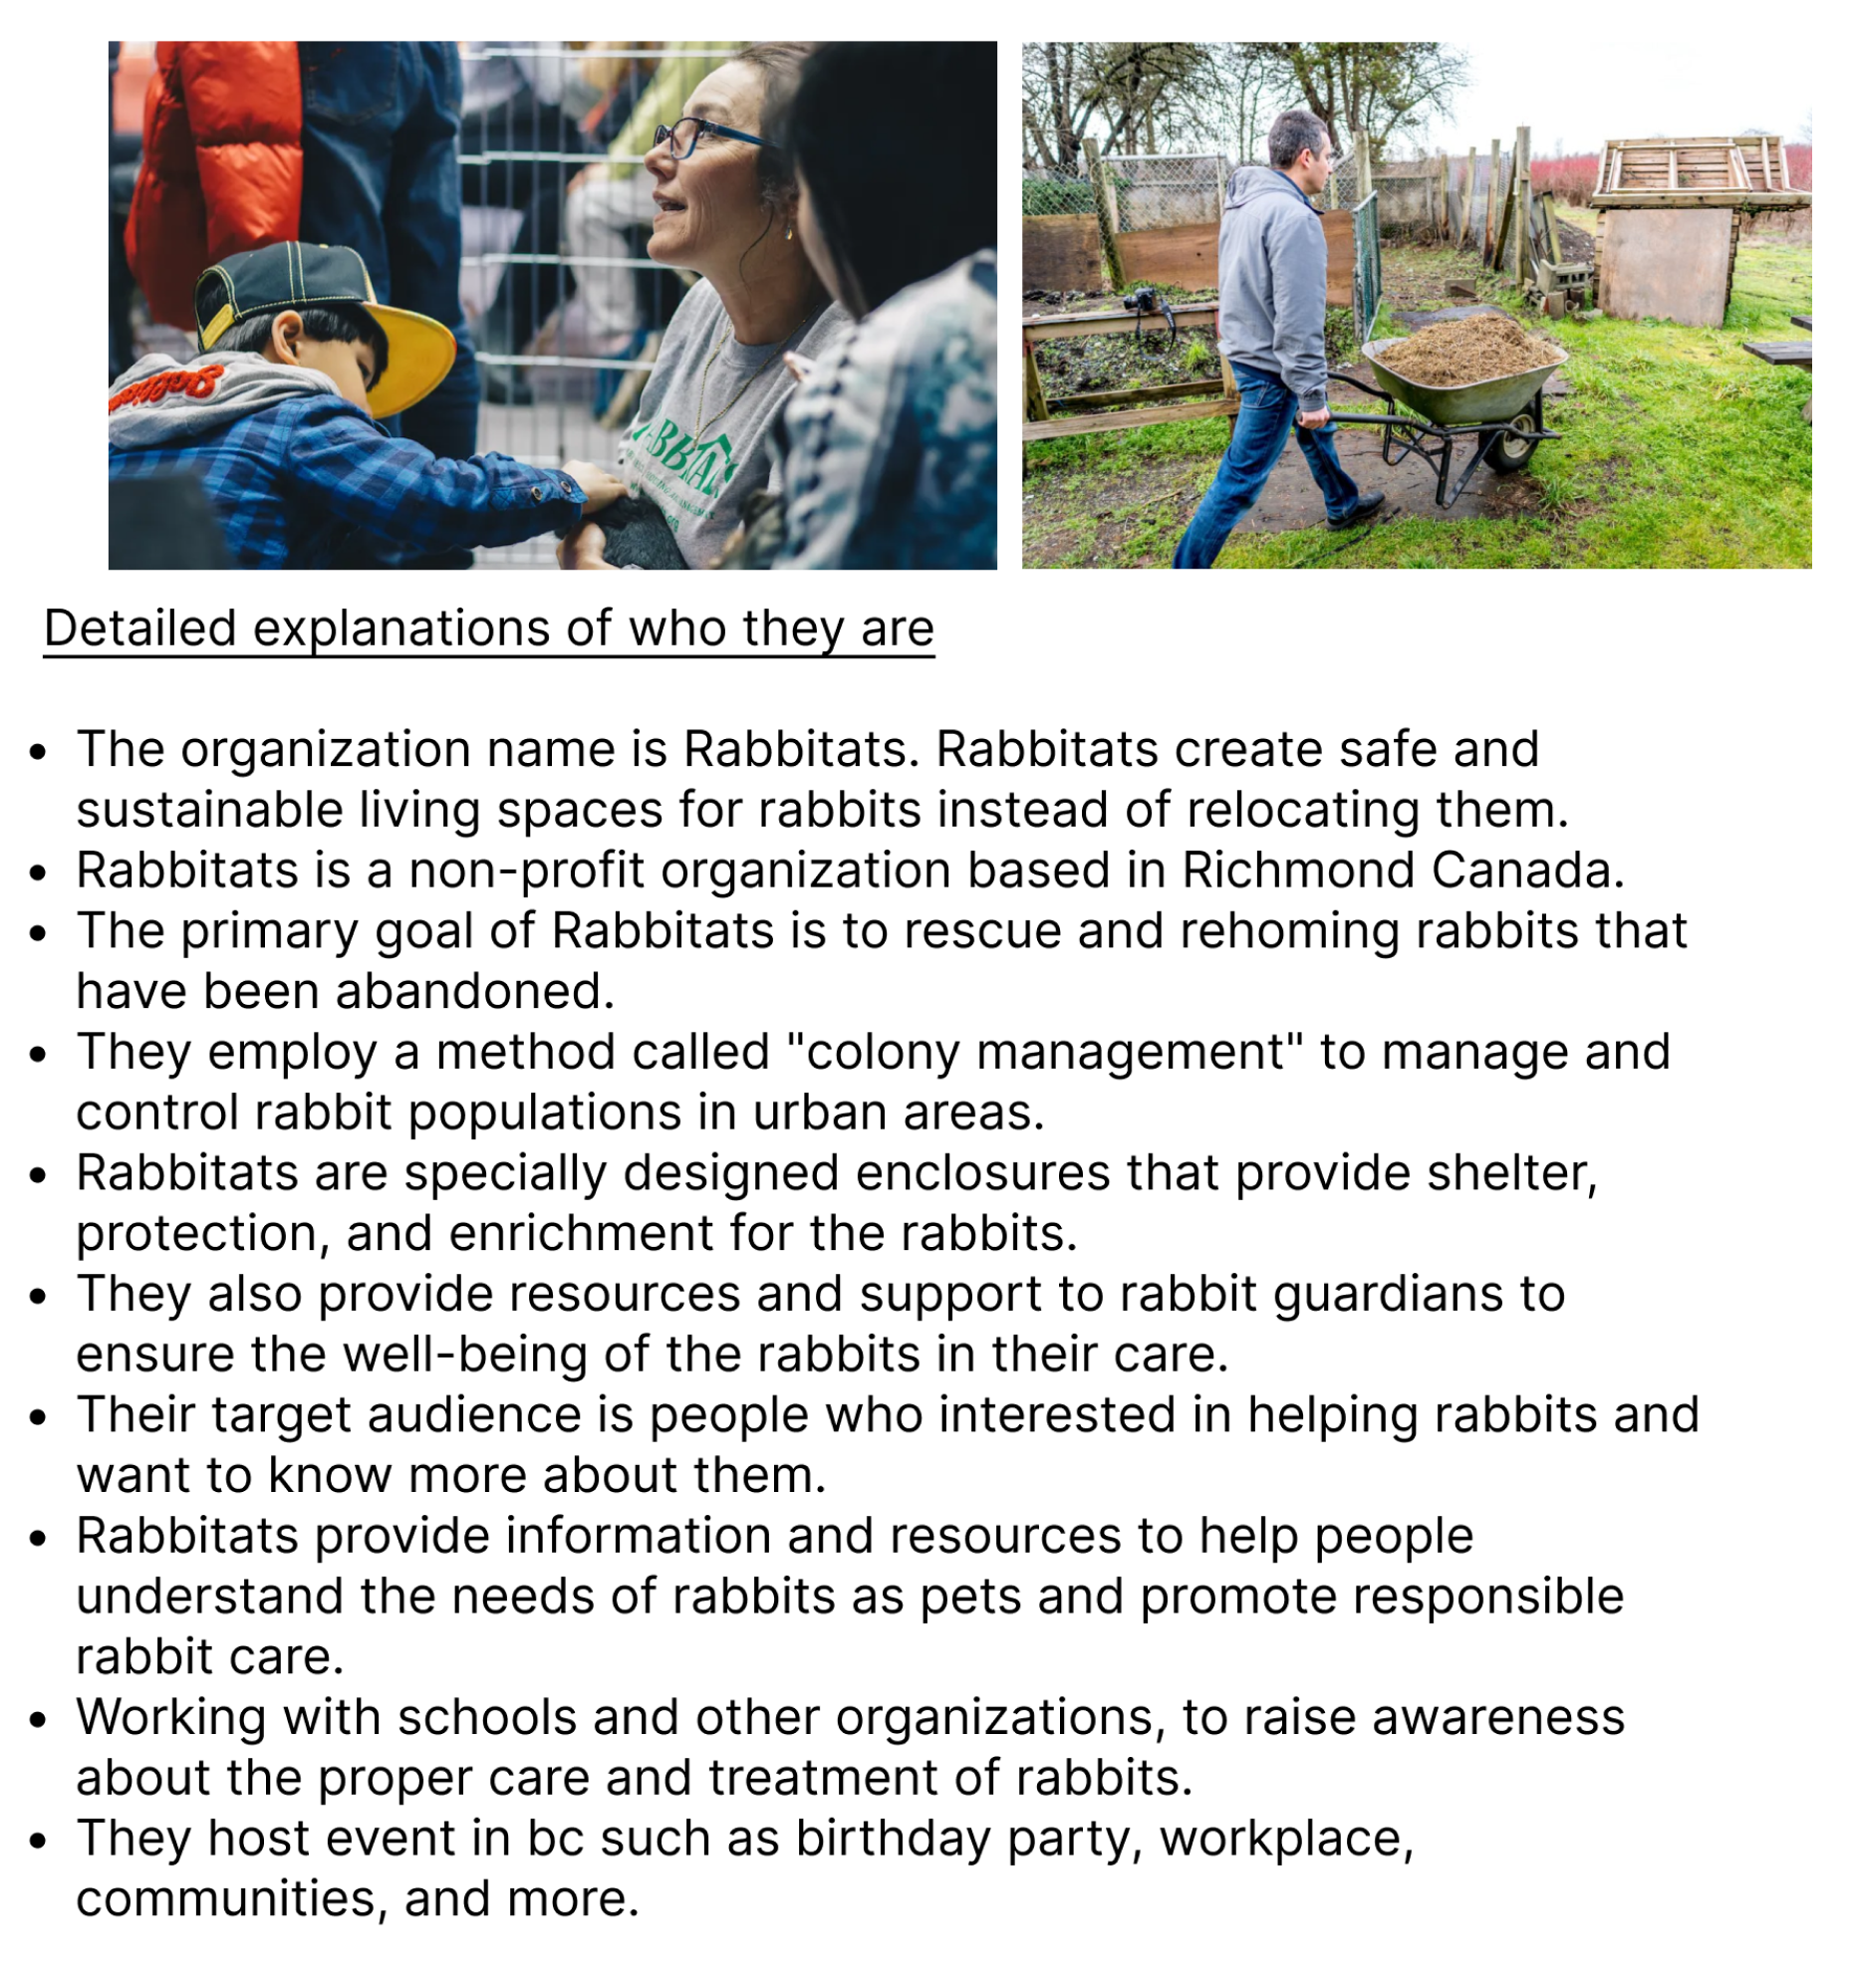 Detailed explanations of who they are
• The organization name is Rabbitats. Rabbitats create safe and
sustainable living spaces for rabbits instead of relocating them.
• Rabbitats is a non-profit organization based in Richmond Canada.
• The primary goal of Rabbitats is to rescue and rehoming rabbits that
have been abandoned.
• They employ a method called "colony management" to manage and
control rabbit populations in urban areas.
• Rabbitats are specially designed enclosures that provide shelter,
protection, and enrichment for the rabbits.
• They also provide resources and support to rabbit guardians to
ensure the well-being of the rabbits in their care.
• Their target audience is people who interested in helping rabbits and
want to know more about them.
• Rabbitats provide information and resources to help people
understand the needs of rabbits as pets and promote responsible
rabbit care.
• Working with schools and other organizations, to raise awareness
about the proper care and treatment of rabbits.
• They host event in bc such as birthday party, workplace,
communities, and more.